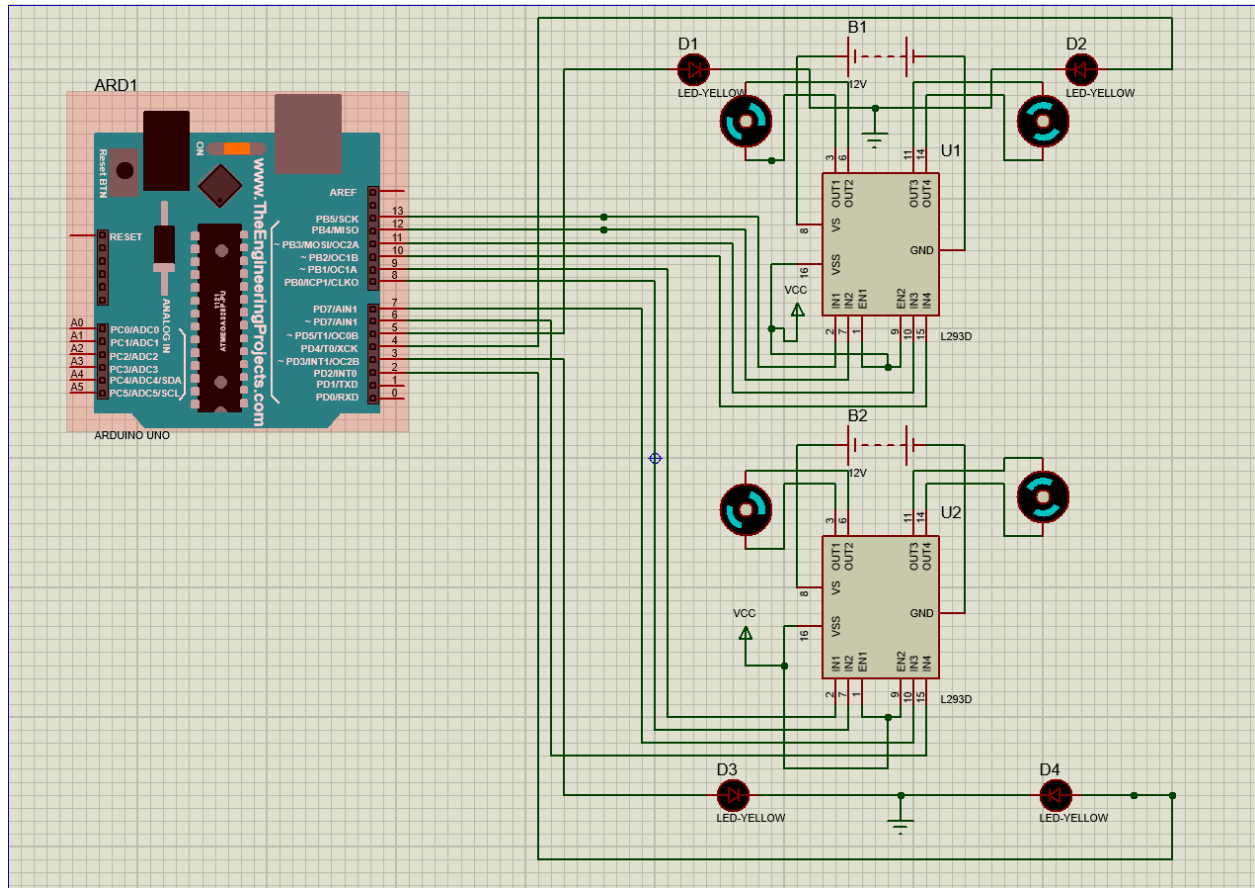 ARD1
ARDUINO UNO
Reset BTN
ON
www.TheEngineeringProjects.com
ATMEGA328P-PU
RESET
ANALOG IN
A0 PC0/ADC0
A1 PC1/ADC1
A2 PC2/ADC2
A3 PC3/ADC3
A4 PC4/ADC4/SDA
A5 PC5/ADC5/SCL
AREF
PB5/SCK 13
PB4/MISO 12
~ PB3/MOSI/OC2A 11
~ PB2/OC1B 10
~ PB1/OC1A 9
PB0/ICP1/CLKO 8
PD7/AIN1 7
~ PD7/AIN1 6
~ PD5/T1/OC0B 5
PD4/T0/XCK 4
~ PD3/INT1/OC2B 3
PD2/INT0 2
PD1/TXD 1
PD0/RXD 0
D1
LED-YELLOW
B1
12V
D2
LED-YELLOW
U1
3 6 11 14
OUT1 OUT2 OUT3 OUT4
8 VS
GND
16 VSS
VCC
IN1 IN2 EN1 EN2 IN3 IN4
2 7 1 9 10 15
L293D
B2
12V
U2
3 6 11 14
OUT1 OUT2 OUT3 OUT4
8 VS
GND
16 VSS
VCC
IN1 IN2 EN1 EN2 IN3 IN4
2 7 1 9 10 15
L293D
D3
LED-YELLOW
D4
LED-YELLOW